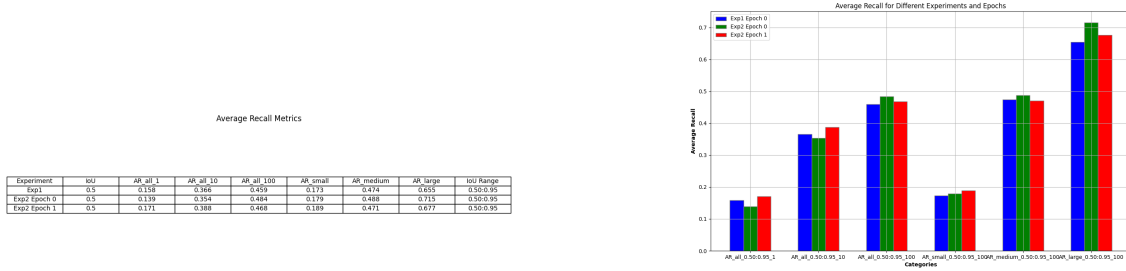 Average Recall Metrics
Experiment IoU AR_all_1 AR_all_10 AR_all_100 AR_small AR_medium AR_large IoU Range
Exp1 0.5 0.158 0.366 0.459 0.173 0.474 0.655 0.50:0.95
Exp2 Epoch 0 0.5 0.139 0.354 0.484 0.179 0.488 0.715 0.50:0.95
Exp2 Epoch 1 0.5 0.171 0.388 0.468 0.189 0.471 0.677 0.50:0.95
Average Recall for Different Experiments and Epochs
Exp1 Epoch 0
Exp2 Epoch 0
Exp2 Epoch 1
Average Recall
0.7
0.6
0.5
0.4
0.3
0.2
0.1
0.0
AR_all_0.50:0.95_1 AR_all_0.50:0.95_10 AR_all_0.50:0.95_100 AR_small_0.50:0.95_100 AR_medium_0.50:0.95_100 AR_large_0.50:0.95_100
Categories